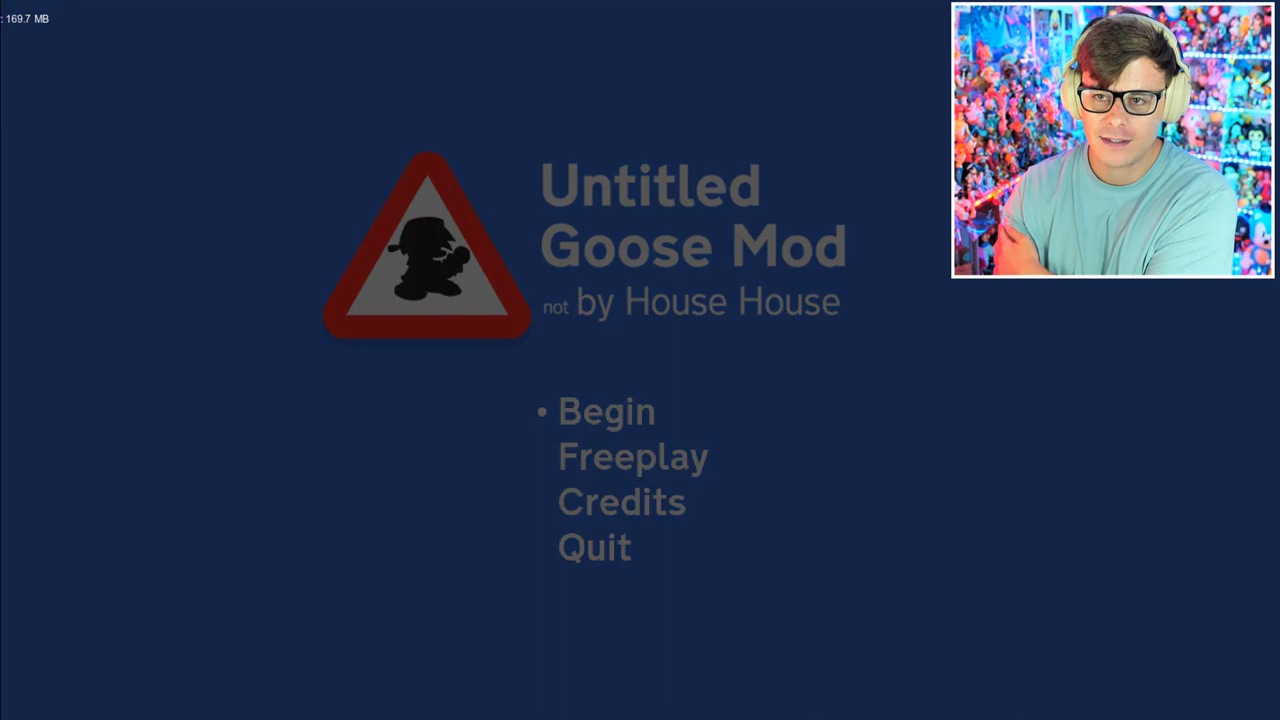 : 169.7 MB
Untitled
Goose Mod
not by House House
• Begin
Freeplay
Credits
Quit